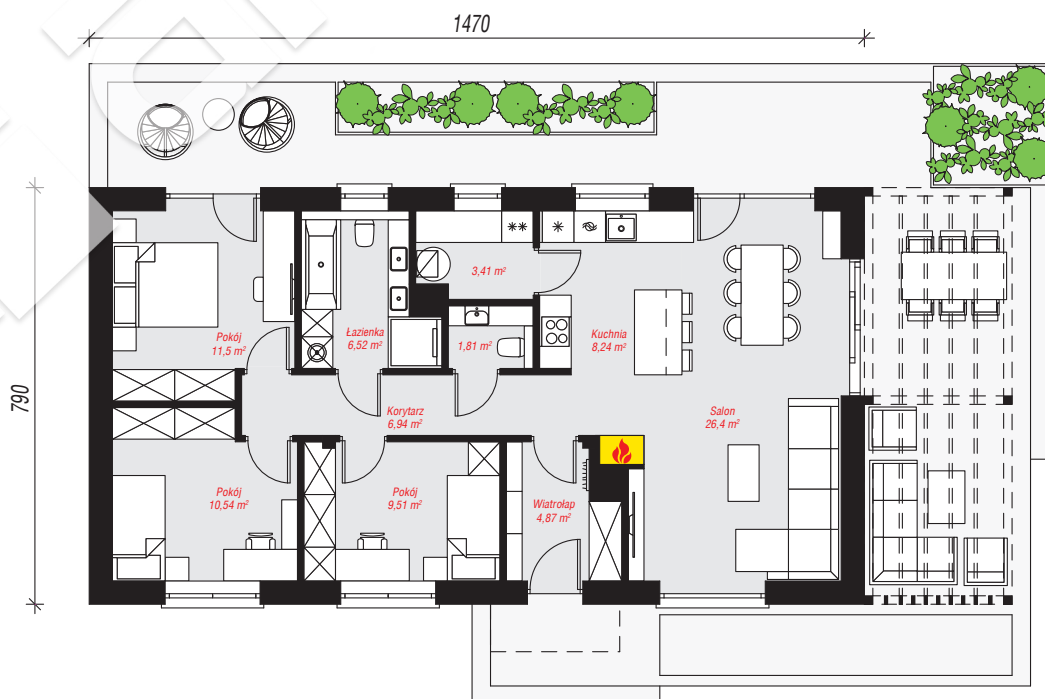 1470
790
Pokój
11,5 m²
Łazienka
6,52 m²
3,41 m²
1,81 m²
Kuchnia
8,24 m²
Korytarz
6,94 m²
Salon
26,4 m²
Pokój
10,54 m²
Pokój
9,51 m²
Wiatrołap
4,87 m²